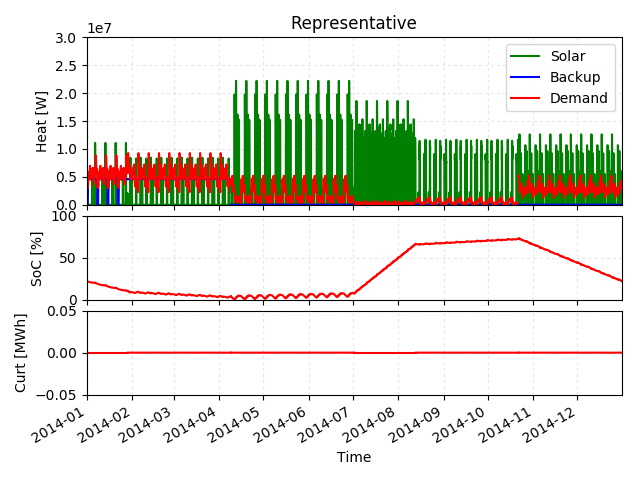 Representative
1e7
3.0
2.5
2.0
1.5
1.0
0.5
0.0
Heat [W]
Solar
Backup
Demand
100
50
0
SoC [%]
0.05
0.00
−0.05
Curt [MWh]
2014-01
2014-02
2014-03
2014-04
2014-05
2014-06
2014-07
2014-08
2014-09
2014-10
2014-11
2014-12
Time